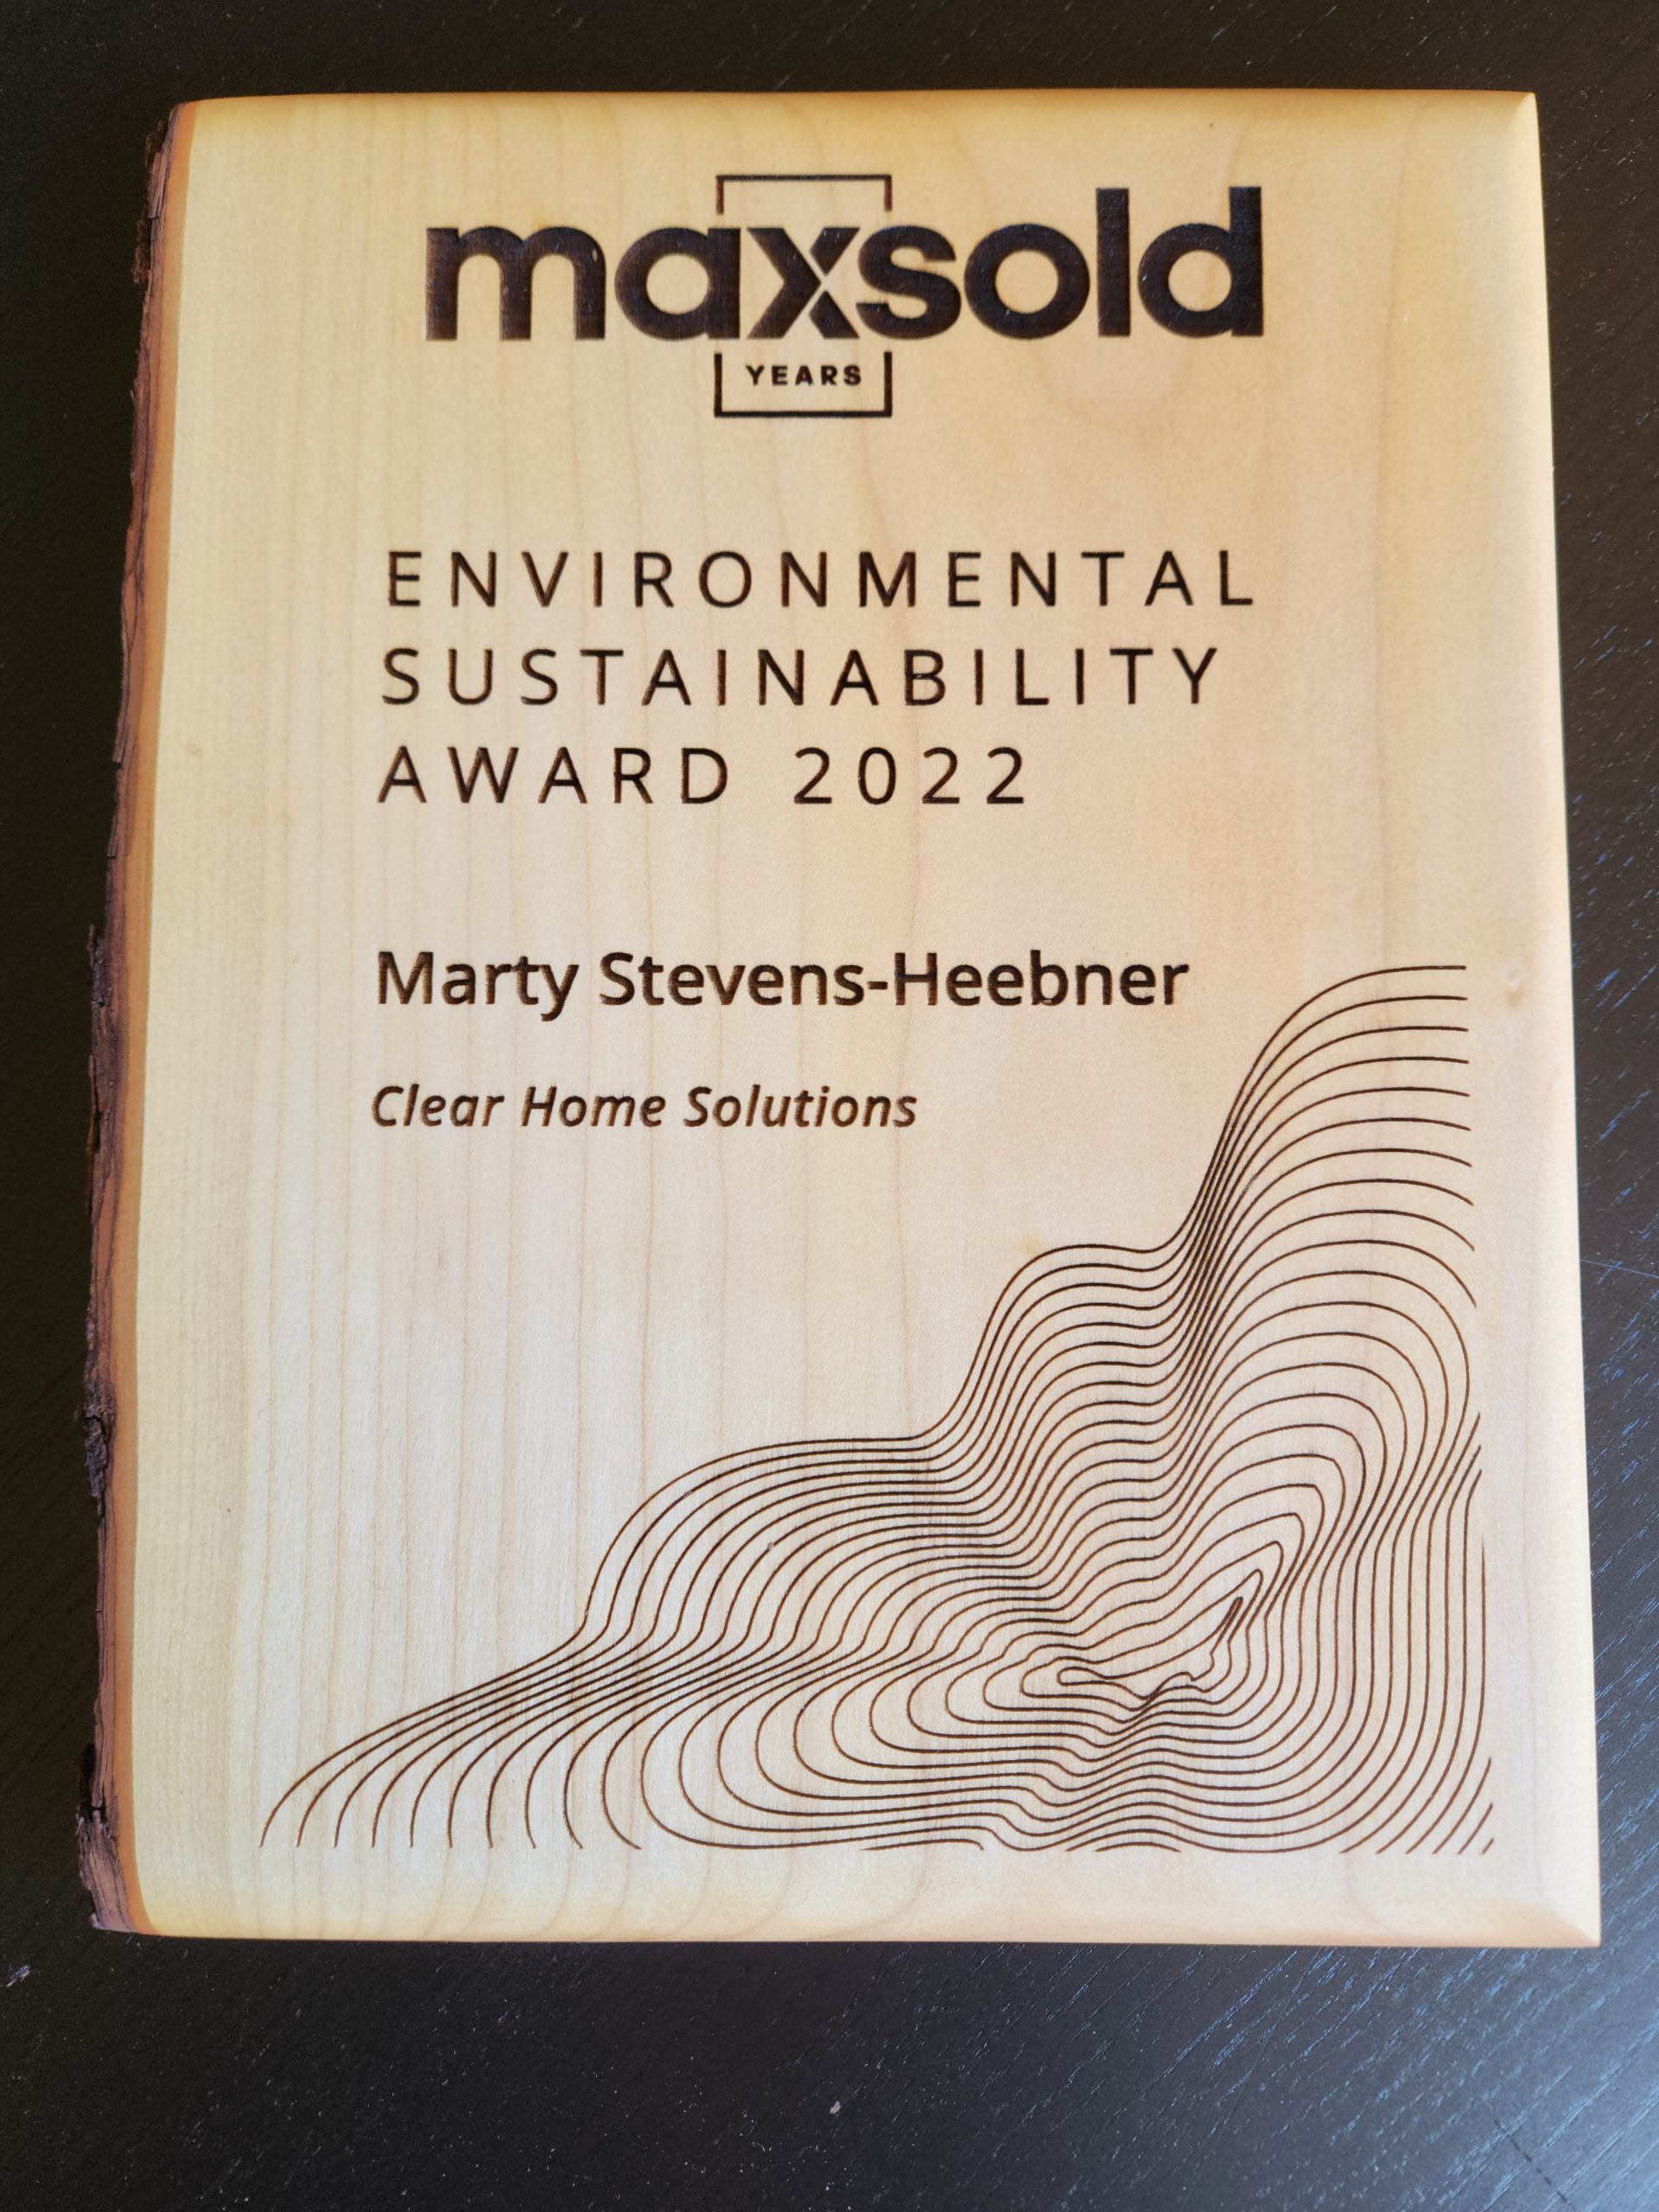 maxsold
YEARS
ENVIRONMENTAL
SUSTAINABILITY
AWARD 2022
Marty Stevens-Heebner
Clear Home Solutions